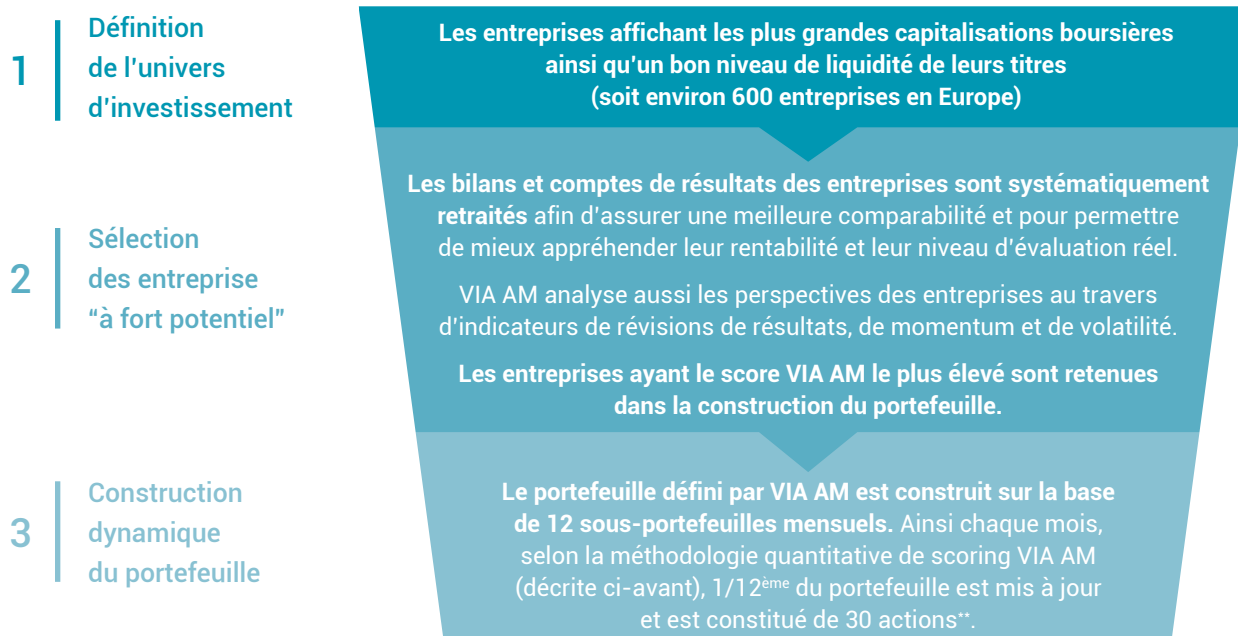 1
Définition
de l'univers
d'investissement
Les entreprises affichant les plus grandes capitalisations boursières
ainsi qu'un bon niveau de liquidité de leurs titres
(soit environ 600 entreprises en Europe)
2
Sélection
des entreprise
“à fort potentiel”
Les bilans et comptes de résultats des entreprises sont systématiquement
retraités afin d'assurer une meilleure comparabilité et pour permettre
de mieux appréhender leur rentabilité et leur niveau d'évaluation réel.
VIA AM analyse aussi les perspectives des entreprises au travers
d'indicateurs de révisions de résultats, de momentum et de volatilité.
Les entreprises ayant le score VIA AM le plus élevé sont retenues
dans la construction du portefeuille.
3
Construction
dynamique
du portefeuille
Le portefeuille défini par VIA AM est construit sur la base
de 12 sous-portefeuilles mensuels. Ainsi chaque mois,
selon la méthodologie quantitative de scoring VIA AM
(décrite ci-avant), 1/12ème du portefeuille est mis à jour
et est constitué de 30 actions**.